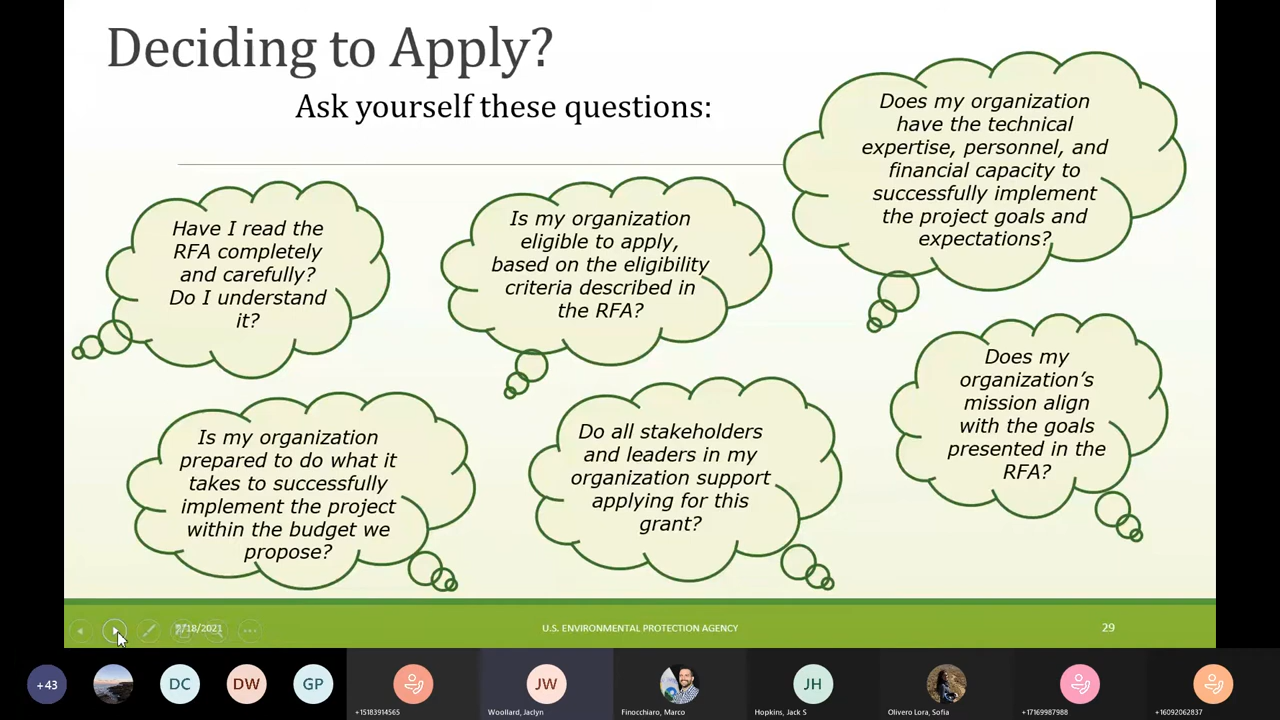 Deciding to Apply?
Ask yourself these questions:
Have I read the
RFA completely
and carefully?
Do I understand
it?
Is my organization
eligible to apply,
based on the eligibility
criteria described in
the RFA?
Does my organization
have the technical
expertise, personnel, and
financial capacity to
successfully implement
the project goals and
expectations?
Is my organization
prepared to do what it
takes to successfully
implement the project
within the budget we
propose?
Do all stakeholders
and leaders in my
organization support
applying for this
grant?
Does my
organization’s
mission align
with the goals
presented in the
RFA?
U.S. ENVIRONMENTAL PROTECTION AGENCY
29
+43
DC
DW
GP
JW
JH
+15183914565
Woollard, Jaclyn
Finocchiaro, Marco
Hopkins, Jack S
Olivero Lora, Sofia
+17169987988
+16092062837